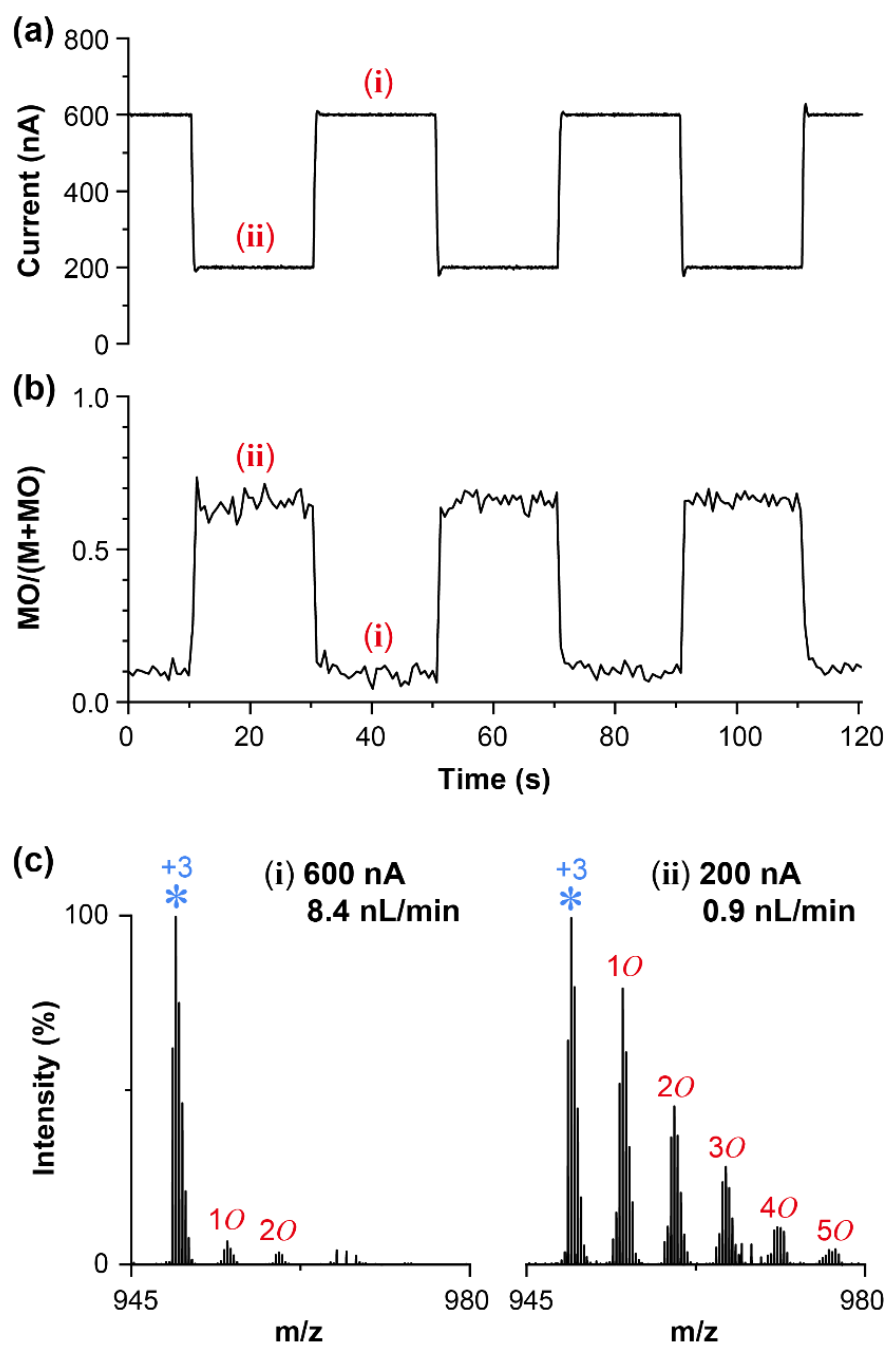 (a)
800
600
400
200
0
Current (nA)
(i)
(ii)
(b)
1.0
0.5
0.0
MO/(M+MO)
(ii)
(i)
0 20 40 60 80 100 120
Time (s)
(c)
+3
*
(i) 600 nA
8.4 nL/min
100
0
Intensity (%)
1O
2O
945 980
m/z
+3
*
(ii) 200 nA
0.9 nL/min
1O
2O
3O
4O
5O
945 980
m/z